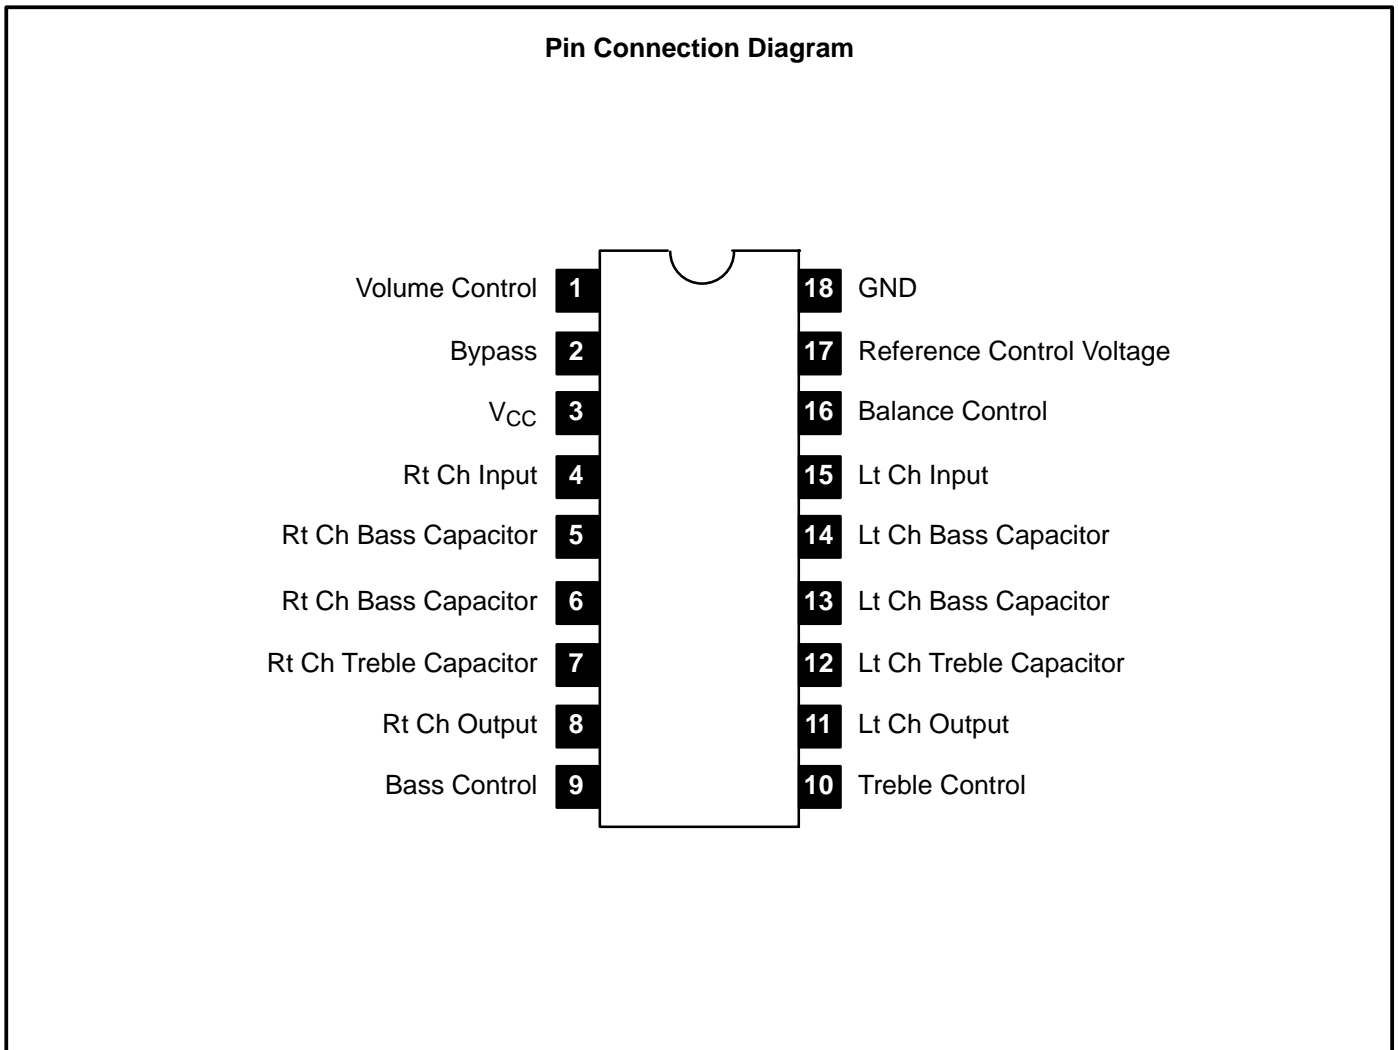 Pin Connection Diagram
Volume Control 1 18 GND
Bypass 2 17 Reference Control Voltage
VCC 3 16 Balance Control
Rt Ch Input 4 15 Lt Ch Input
Rt Ch Bass Capacitor 5 14 Lt Ch Bass Capacitor
Rt Ch Bass Capacitor 6 13 Lt Ch Bass Capacitor
Rt Ch Treble Capacitor 7 12 Lt Ch Treble Capacitor
Rt Ch Output 8 11 Lt Ch Output
Bass Control 9 10 Treble Control